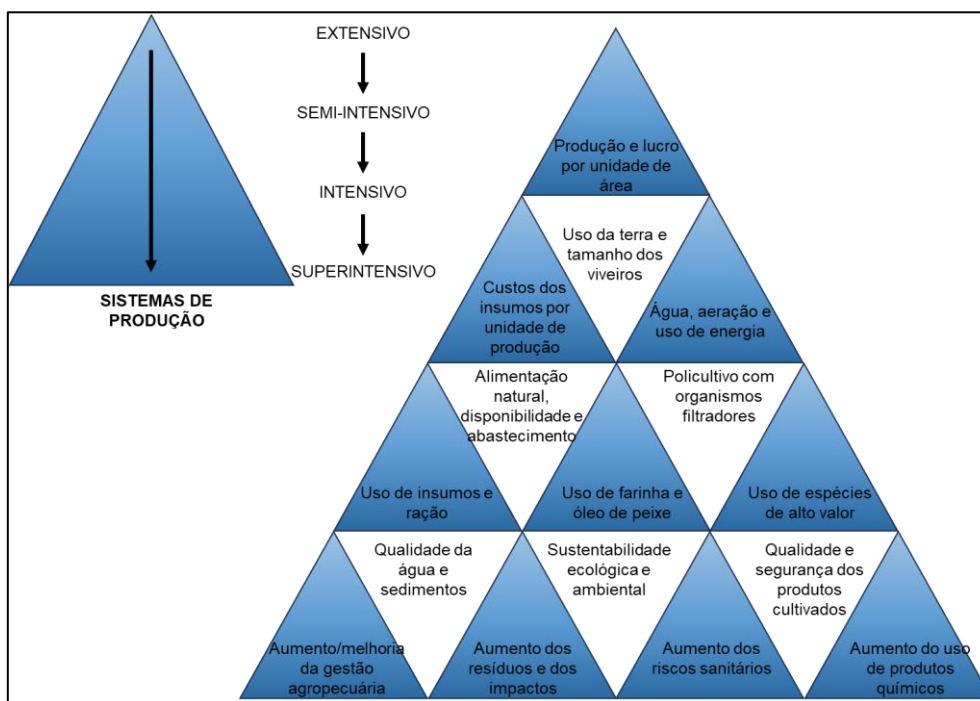 EXTENSIVO
SEMI-INTENSIVO
INTENSIVO
SUPERINTENSIVO
SISTEMAS DE
PRODUÇÃO
Produção e lucro
por unidade de
área
Uso da terra e
tamanho dos
viveiros
Custos dos
insumos por
unidade de
produção
Água, aeração e
uso de energia
Alimentação
natural,
disponibilidade e
abastecimento
Policultivo com
organismos
filtradores
Uso de insumos e
ração
Uso de farinha e
óleo de peixe
Uso de espécies
de alto valor
Qualidade da
água e
sedimentos
Sustentabilidade
ecológica e
ambiental
Qualidade e
segurança dos
produtos
cultivados
Aumento/melhoria
da gestão
agropecuária
Aumento dos
resíduos e dos
impactos
Aumento dos
riscos sanitários
Aumento do uso
de produtos
químicos